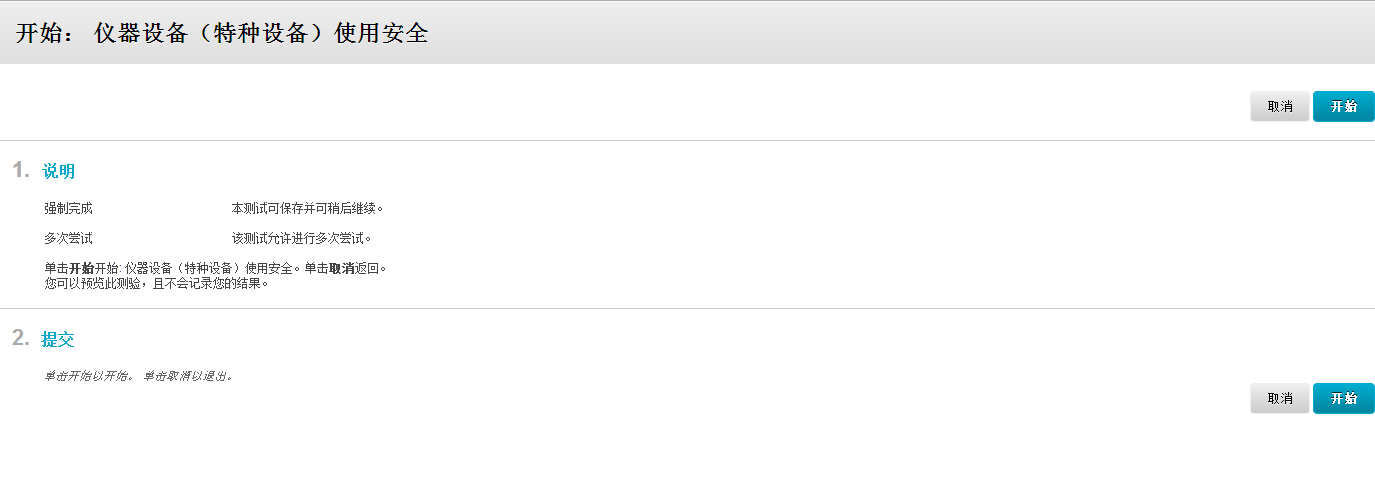 开始： 仪器设备（特种设备）使用安全
取消 开始
1. 说明
强制完成 本测试可保存并可稍后继续。
多次尝试 该测试允许进行多次尝试。
单击开始开始: 仪器设备（特种设备）使用安全。单击取消返回。
您可以预览此测验，且不会记录您的结果。
2. 提交
单击开始以开始。 单击取消以退出。
取消 开始